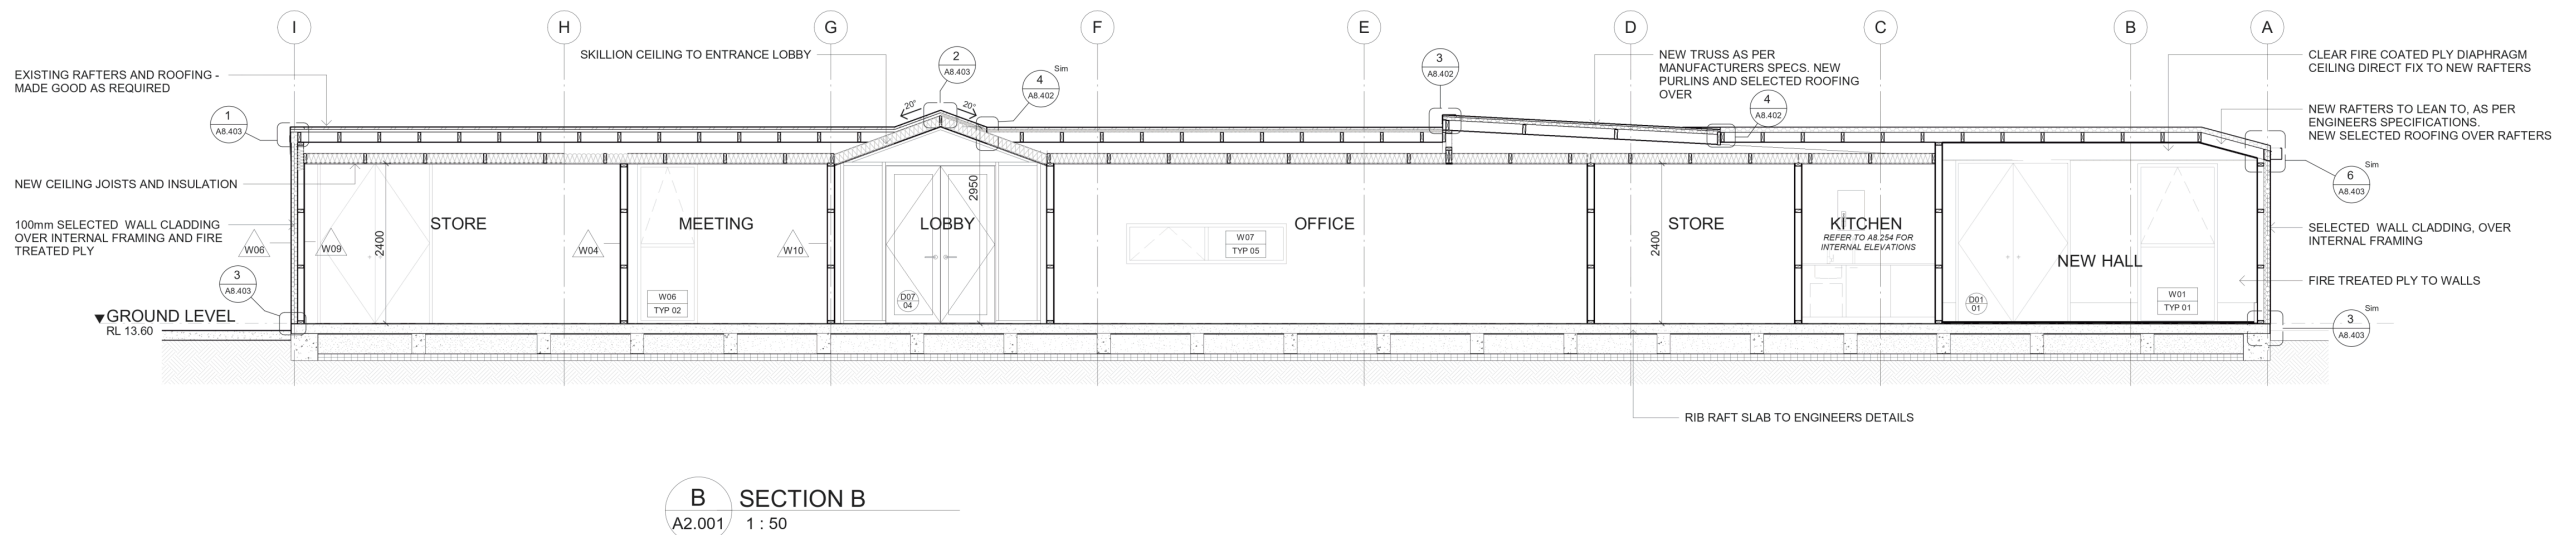 I
H
G
F
E
D
C
B
A
SKILLION CEILING TO ENTRANCE LOBBY
2
A8.403
4
A8.402
Sim
3
A8.402
NEW TRUSS AS PER
MANUFACTURERS SPECS. NEW
PURLINS AND SELECTED ROOFING
OVER
4
A8.402
CLEAR FIRE COATED PLY DIAPHRAGM
CEILING DIRECT FIX TO NEW RAFTERS
EXISTING RAFTERS AND ROOFING -
MADE GOOD AS REQUIRED
1
A8.403
20°
20°
NEW RAFTERS TO LEAN TO, AS PER
ENGINEERS SPECIFICATIONS.
NEW SELECTED ROOFING OVER RAFTERS
Sim
6
A8.403
NEW CEILING JOISTS AND INSULATION
2950
100mm SELECTED  WALL CLADDING
OVER INTERNAL FRAMING AND FIRE
TREATED PLY
W06
W09
2400
STORE
W04
MEETING
W10
LOBBY
OFFICE
W07
TYP 05
STORE
2400
KITCHEN
REFER TO A8.254 FOR
INTERNAL ELEVATIONS
NEW HALL
SELECTED  WALL CLADDING, OVER
INTERNAL FRAMING
FIRE TREATED PLY TO WALLS
3
A8.403
W06
TYP 02
D07
04
D01
01
W01
TYP 01
GROUND LEVEL
RL 13.60
Sim
3
A8.403
RIB RAFT SLAB TO ENGINEERS DETAILS
B
A2.001
SECTION B
1 : 50